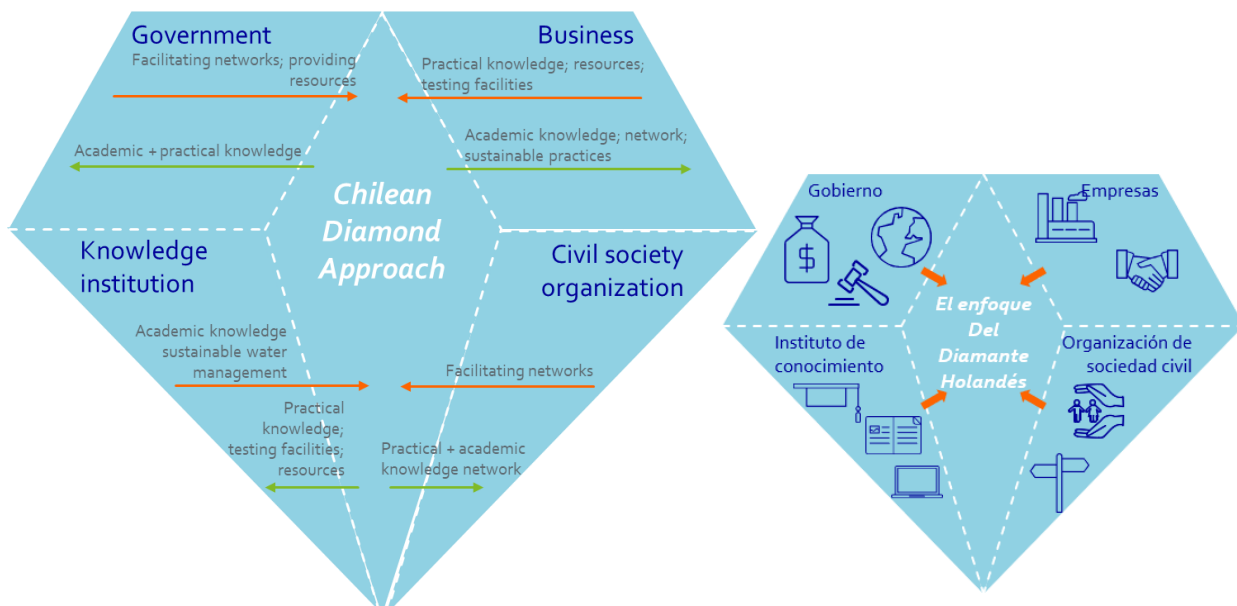 Government
Facilitating networks; providing
resources
Academic + practical knowledge
Business
Practical knowledge; resources;
testing facilities
Academic knowledge; network;
sustainable practices
Chilean
Diamond
Approach
Knowledge
institution
Academic knowledge
sustainable water
management
Practical
knowledge;
testing facilities;
resources
Civil society
organization
Facilitating networks
Practical + academic
knowledge network
Gobierno
$
Empresas
El enfoque
Del
Diamante
Holandés
Instituto de
conocimiento
Organización de
sociedad civil